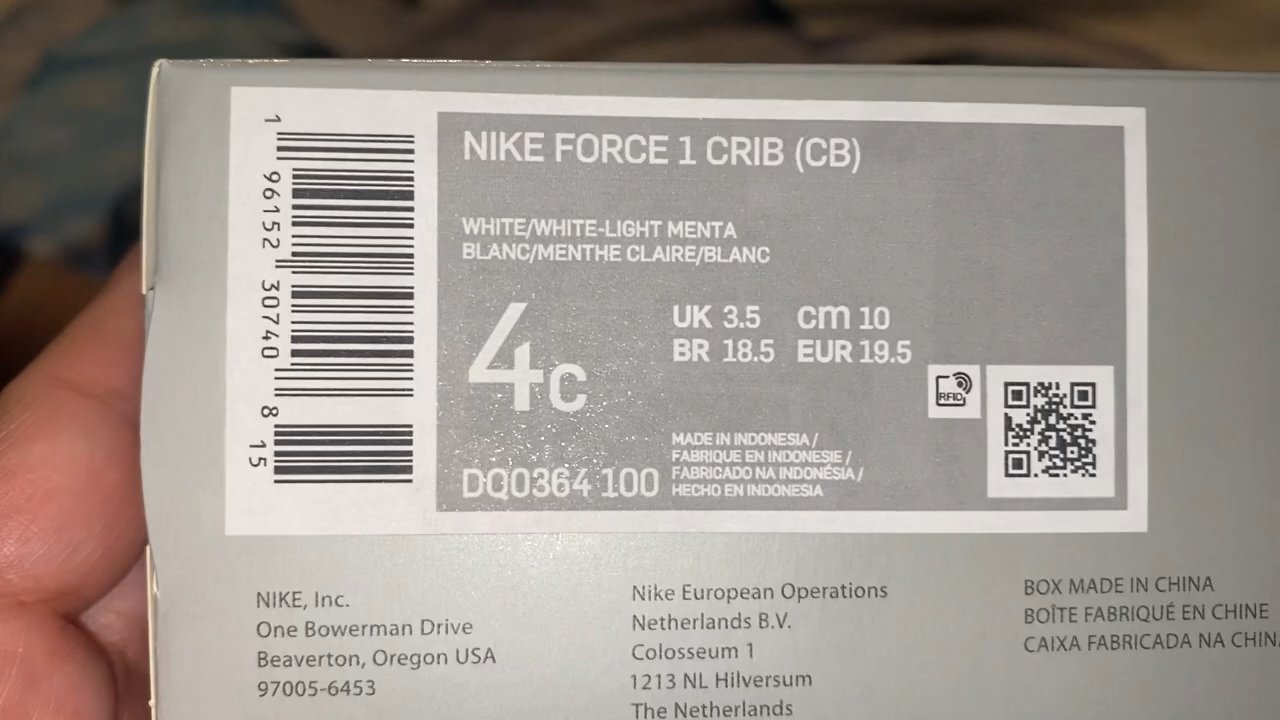 1 96152 30740 8 15
NIKE FORCE 1 CRIB (CB)
WHITE/WHITE-LIGHT MENTA
BLANC/MENTHE CLAIRE/BLANC
4c
UK 3.5 cm 10
BR 18.5 EUR 19.5
RFID
DQ0364 100
MADE IN INDONESIA /
FABRIQUE EN INDONESIE /
FABRICADO NA INDONÉSIA /
HECHO EN INDONESIA
NIKE, Inc.
One Bowerman Drive
Beaverton, Oregon USA
97005-6453
Nike European Operations
Netherlands B.V.
Colosseum 1
1213 NL Hilversum
The Netherlands
BOX MADE IN CHINA
BOÎTE FABRIQUÉ EN CHINE
CAIXA FABRICADA NA CHINA